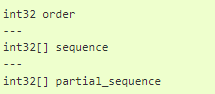 int32 order
---
int32[] sequence
---
int32[] partial_sequence